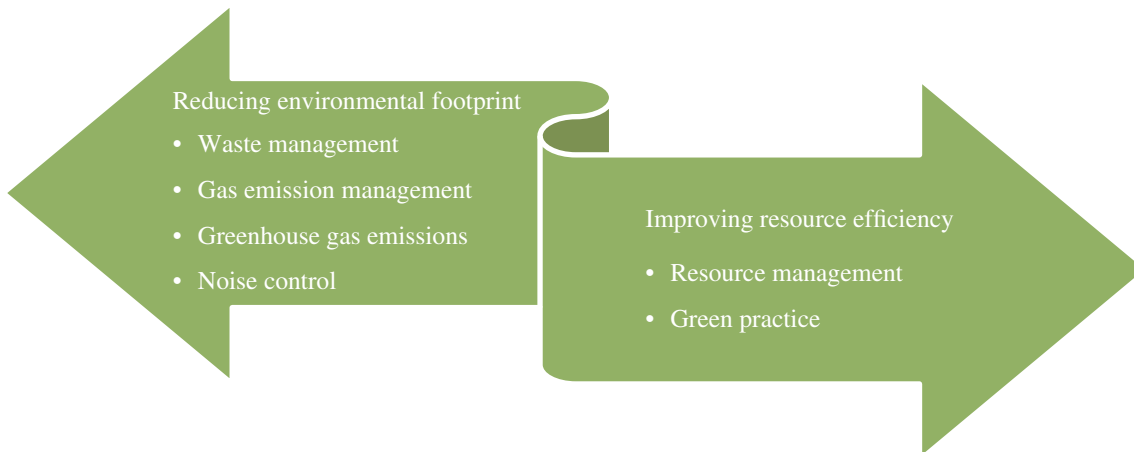 Reducing environmental footprint
• Waste management
• Gas emission management
• Greenhouse gas emissions
• Noise control
Improving resource efficiency
• Resource management
• Green practice